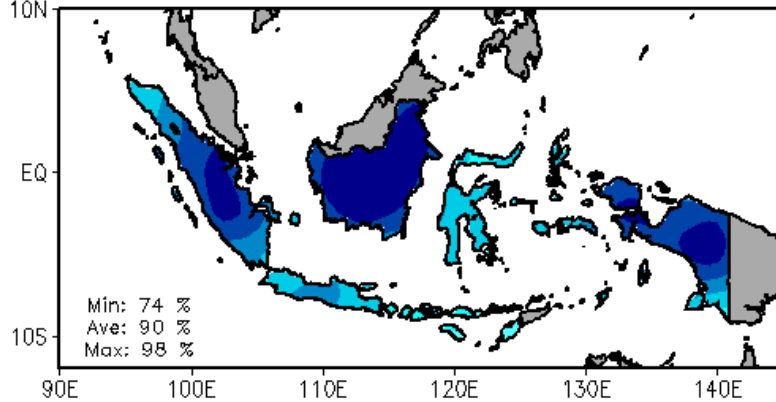 10N
EQ
10S
Min: 74 %
Ave: 90 %
Max: 98 %
90E 100E 110E 120E 130E 140E